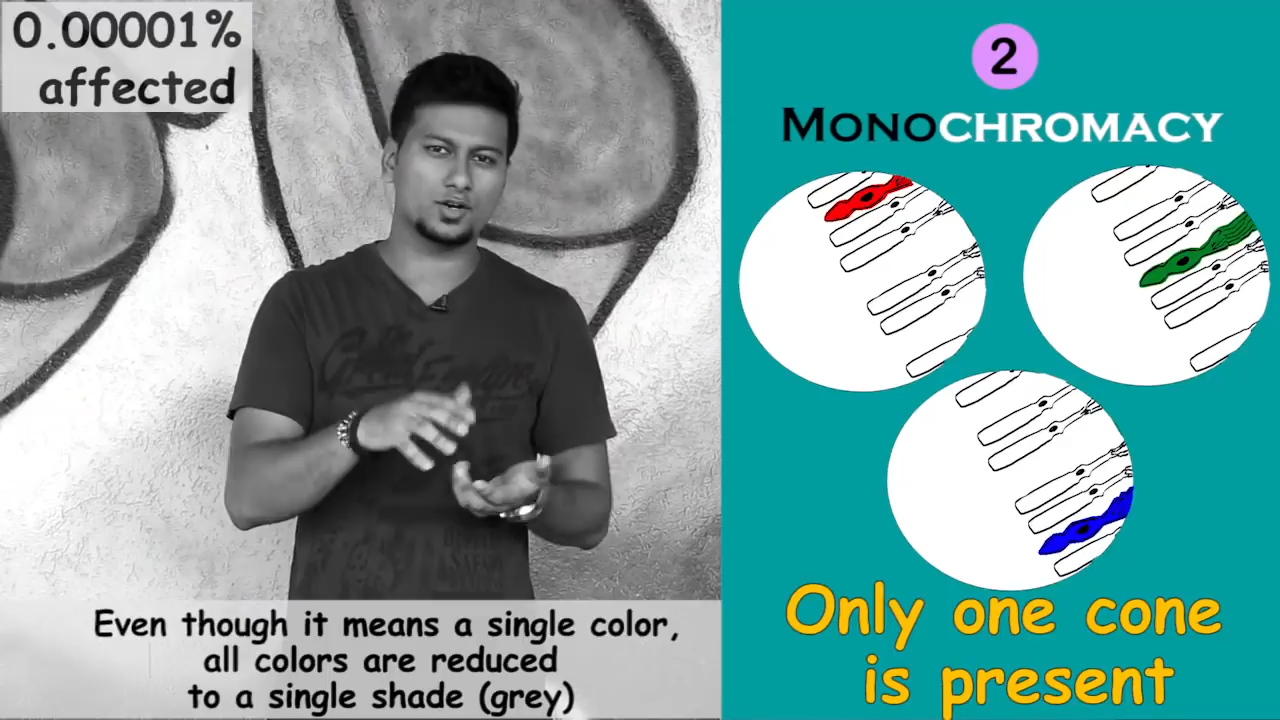 0.00001%
affected
Even though it means a single color,
all colors are reduced
to a single shade (grey)
2
MONOCHROMACY
Only one cone
is present